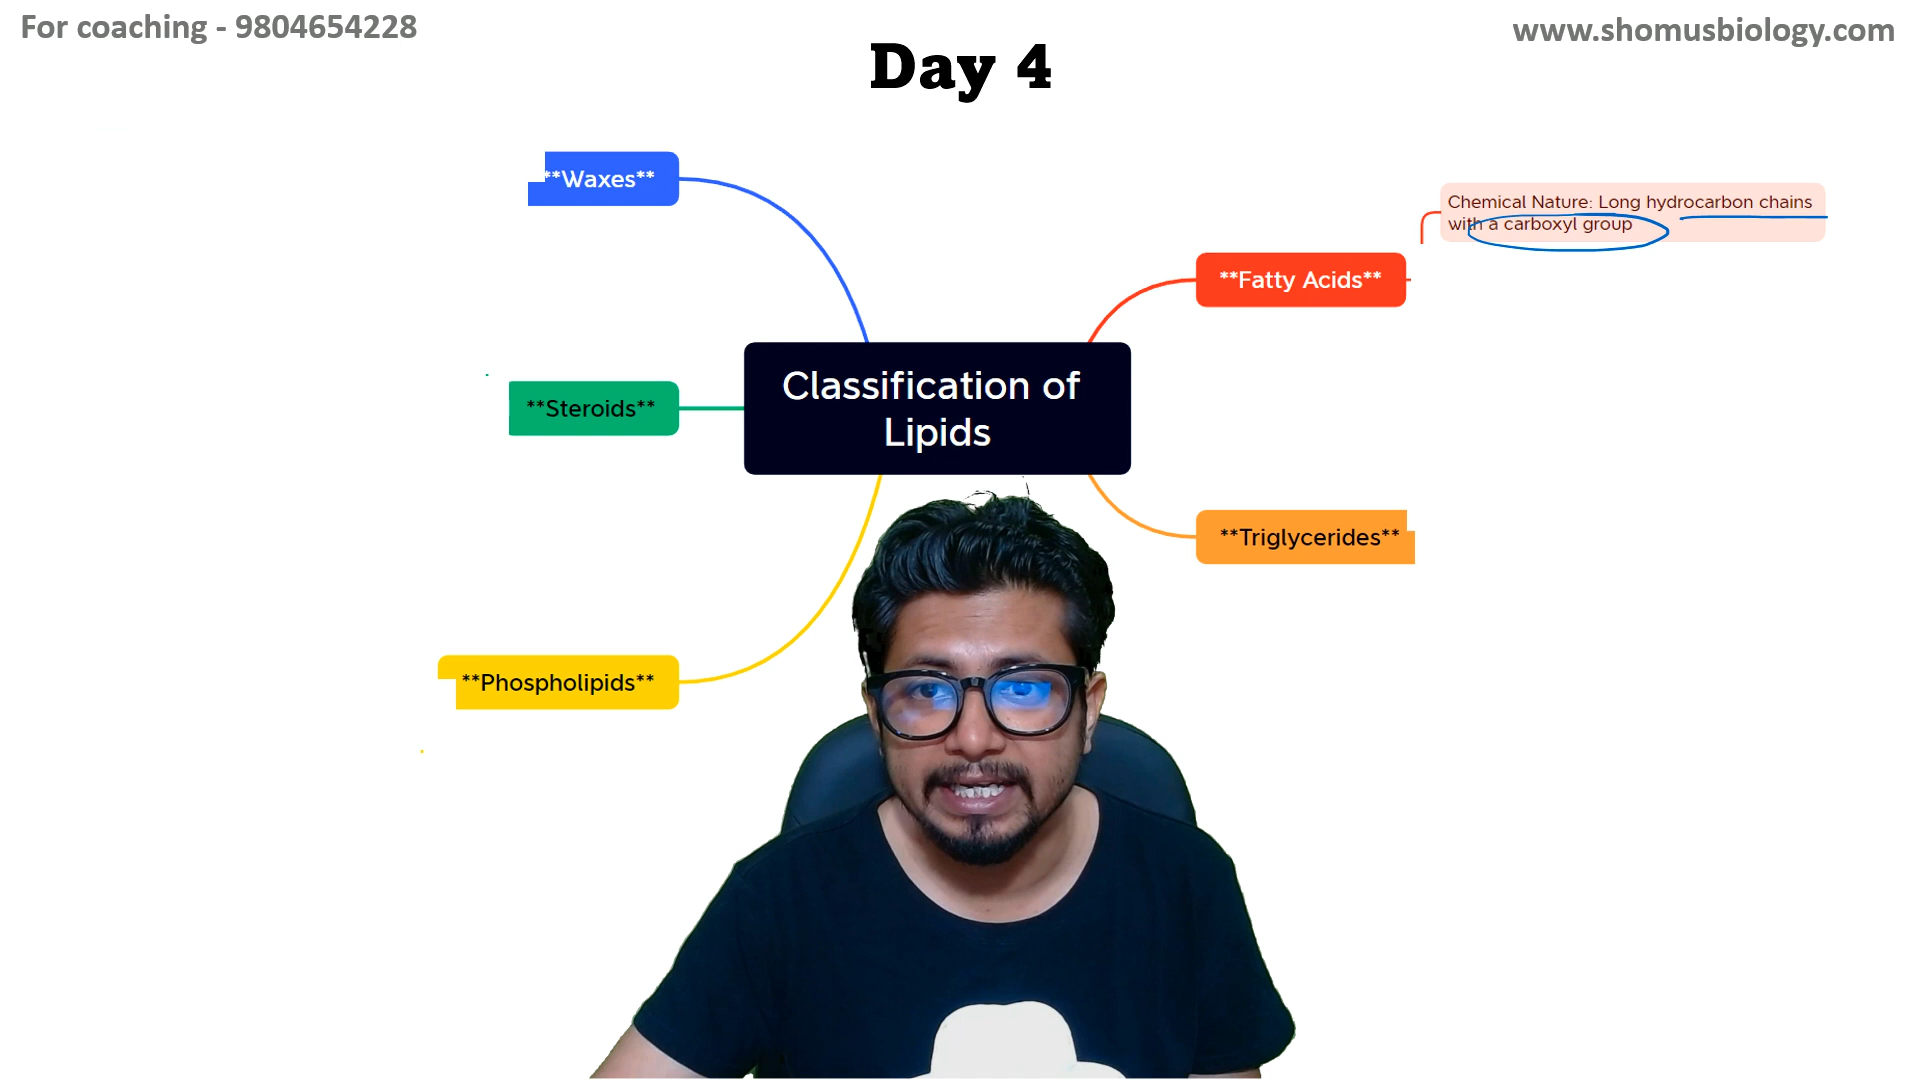 For coaching - 9804654228
www.shomusbiology.com
Day 4
**Waxes**
Chemical Nature: Long hydrocarbon chains
with a carboxyl group
**Fatty Acids**
Classification of
Lipids
**Steroids**
**Triglycerides**
**Phospholipids**